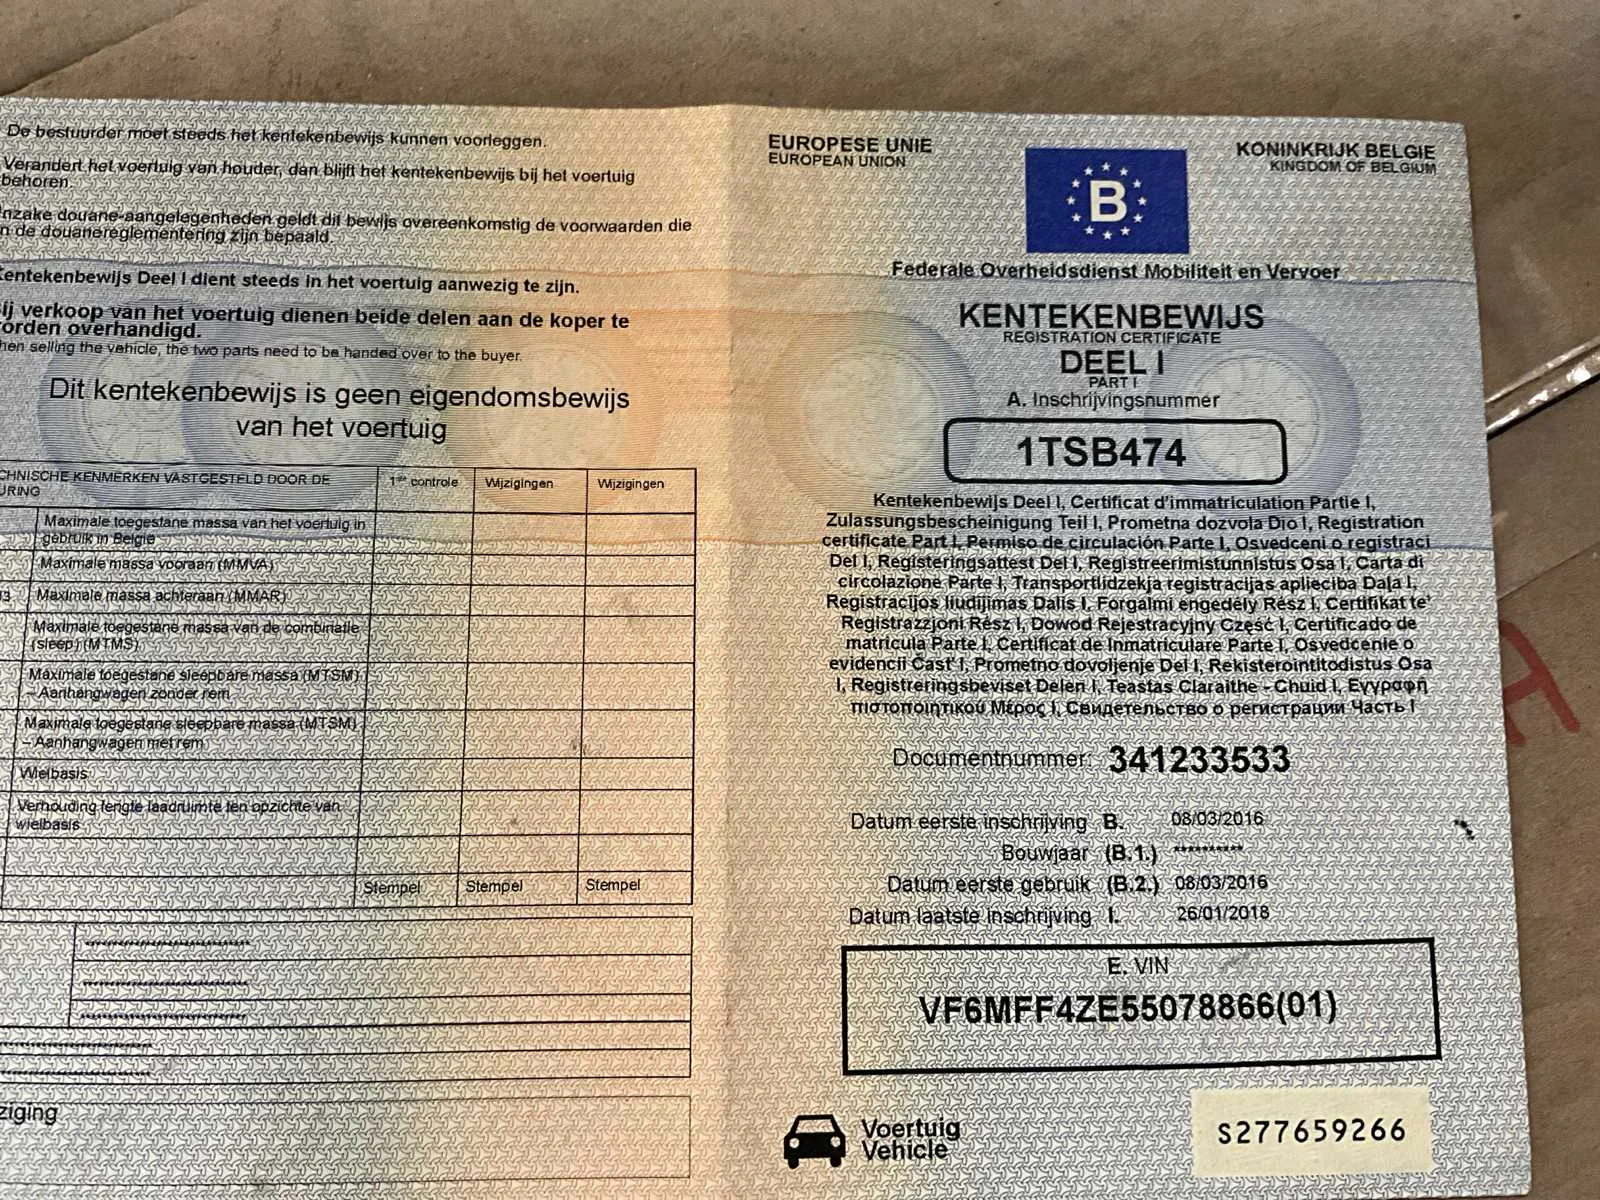 De bestuurder moet steeds het kentekenbewijs kunnen voorleggen.
Verandert het voertuig van houder, dan blijft het kentekenbewijs bij het voertuig
behoren.
nzake douane-aangelegenheden geldt dit bewijs overeenkomstig de voorwaarden die
n de douanereglementering zijn bepaald.
entekenbewijs Deel I dient steeds in het voertuig aanwezig te zijn.
ij verkoop van het voertuig dienen beide delen aan de koper te
orden overhandigd.
hen selling the vehicle, the two parts need to be handed over to the buyer.
Dit kentekenbewijs is geen eigendomsbewijs
van het voertuig
CHNISCHE KENMERKEN VASTGESTELD DOOR DE
URING
1ste controle
Wijzigingen
Wijzigingen
Maximale toegestane massa van het voertuig in
gebruik in België
Maximale massa vooraan (MMVA)
Maximale massa achteraan (MMAR)
Maximale toegestane massa van de combinatie
(sleep) (MTMS)
Maximale toegestane sleepbare massa (MTSM)
– Aanhangwagen zonder rem
Maximale toegestane sleepbare massa (MTSM)
– Aanhangwagen met rem
Wielbasis
Verhouding lengte laadruimte ten opzichte van
wielbasis
Stempel
Stempel
Stempel
ziging
EUROPESE UNIE
EUROPEAN UNION
B
KONINKRIJK BELGIE
KINGDOM OF BELGIUM
Federale Overheidsdienst Mobiliteit en Vervoer
KENTEKENBEWIJS
REGISTRATION CERTIFICATE
DEEL I
PART I
A. Inschrijvingsnummer
1TSB474
Kentekenbewijs Deel I, Certificat d'immatriculation Partie I,
Zulassungsbescheinigung Teil I, Prometna dozvola Dio I, Registration
certificate Part I, Permiso de circulación Parte I, Osvedceni o registraci
Del I, Registeringsattest Del I, Registreerimistunnistus Osa I, Carta di
circolazione Parte I, Transportlidzekja registracijas aplieciba Daļa I,
Registracijos liudijimas Dalis I, Forgalmi engedély Rész I, Certifikat te'
Registrazzjoni Rész I, Dowod Rejestracyjny Część I, Certificado de
matricula Parte I, Certificat de Inmatriculare Parte I, Osvedcenie o
evidencii Čast' I, Prometno dovoljenje Del I, Rekisterointitodistus Osa
I, Registreringsbeviset Delen I, Teastas Claraithe - Chuid I, Εγγραφή
πιστοποιητικού Μέρος I, Свидетельство о регистрации Часть I
Documentnummer: 341233533
Datum eerste inschrijving B. 08/03/2016
Bouwjaar (B.1.) **********
Datum eerste gebruik (B.2.) 08/03/2016
Datum laatste inschrijving I. 26/01/2018
E. VIN
VF6MFF4ZE55078866(01)
Voertuig
Vehicle
S277659266